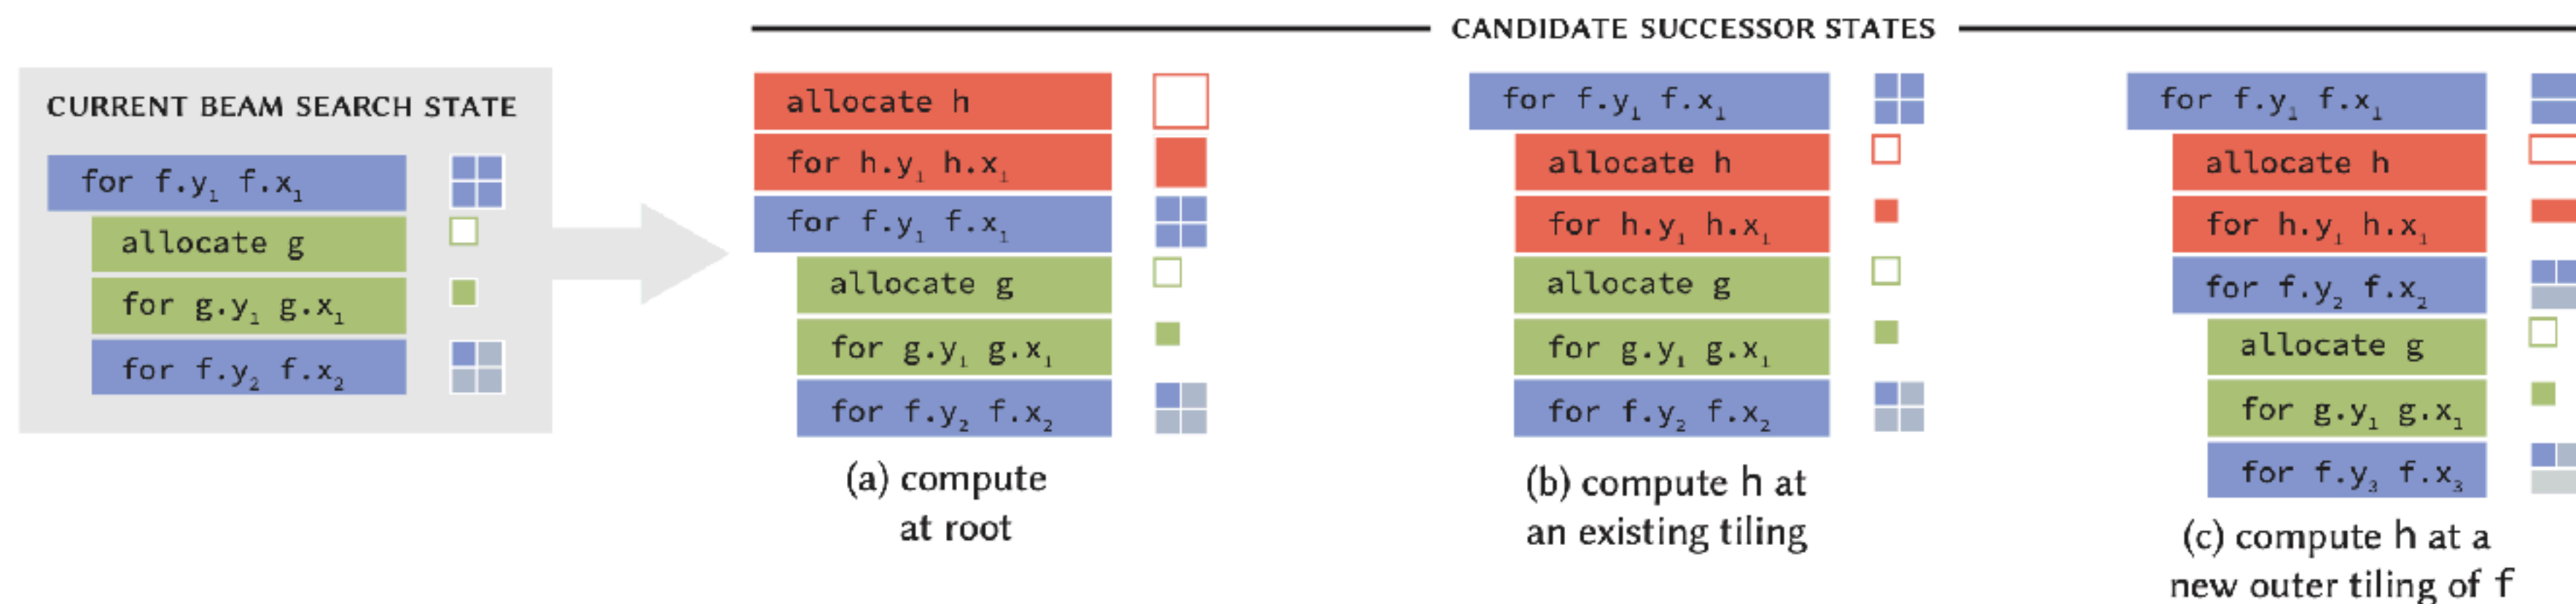 CANDIDATE SUCCESSOR STATES
CURRENT BEAM SEARCH STATE
for f.y₁ f.x₁
allocate g
for g.y₁ g.x₁
for f.y₂ f.x₂
allocate h
for h.y₁ h.x₁
for f.y₁ f.x₁
allocate g
for g.y₁ g.x₁
for f.y₂ f.x₂
(a) compute
at root
for f.y₁ f.x₁
allocate h
for h.y₁ h.x₁
allocate g
for g.y₁ g.x₁
for f.y₂ f.x₂
(b) compute h at
an existing tiling
for f.y₁ f.x₁
allocate h
for h.y₁ h.x₁
for f.y₂ f.x₂
allocate g
for g.y₁ g.x₁
for f.y₃ f.x₃
(c) compute h at a
new outer tiling of f